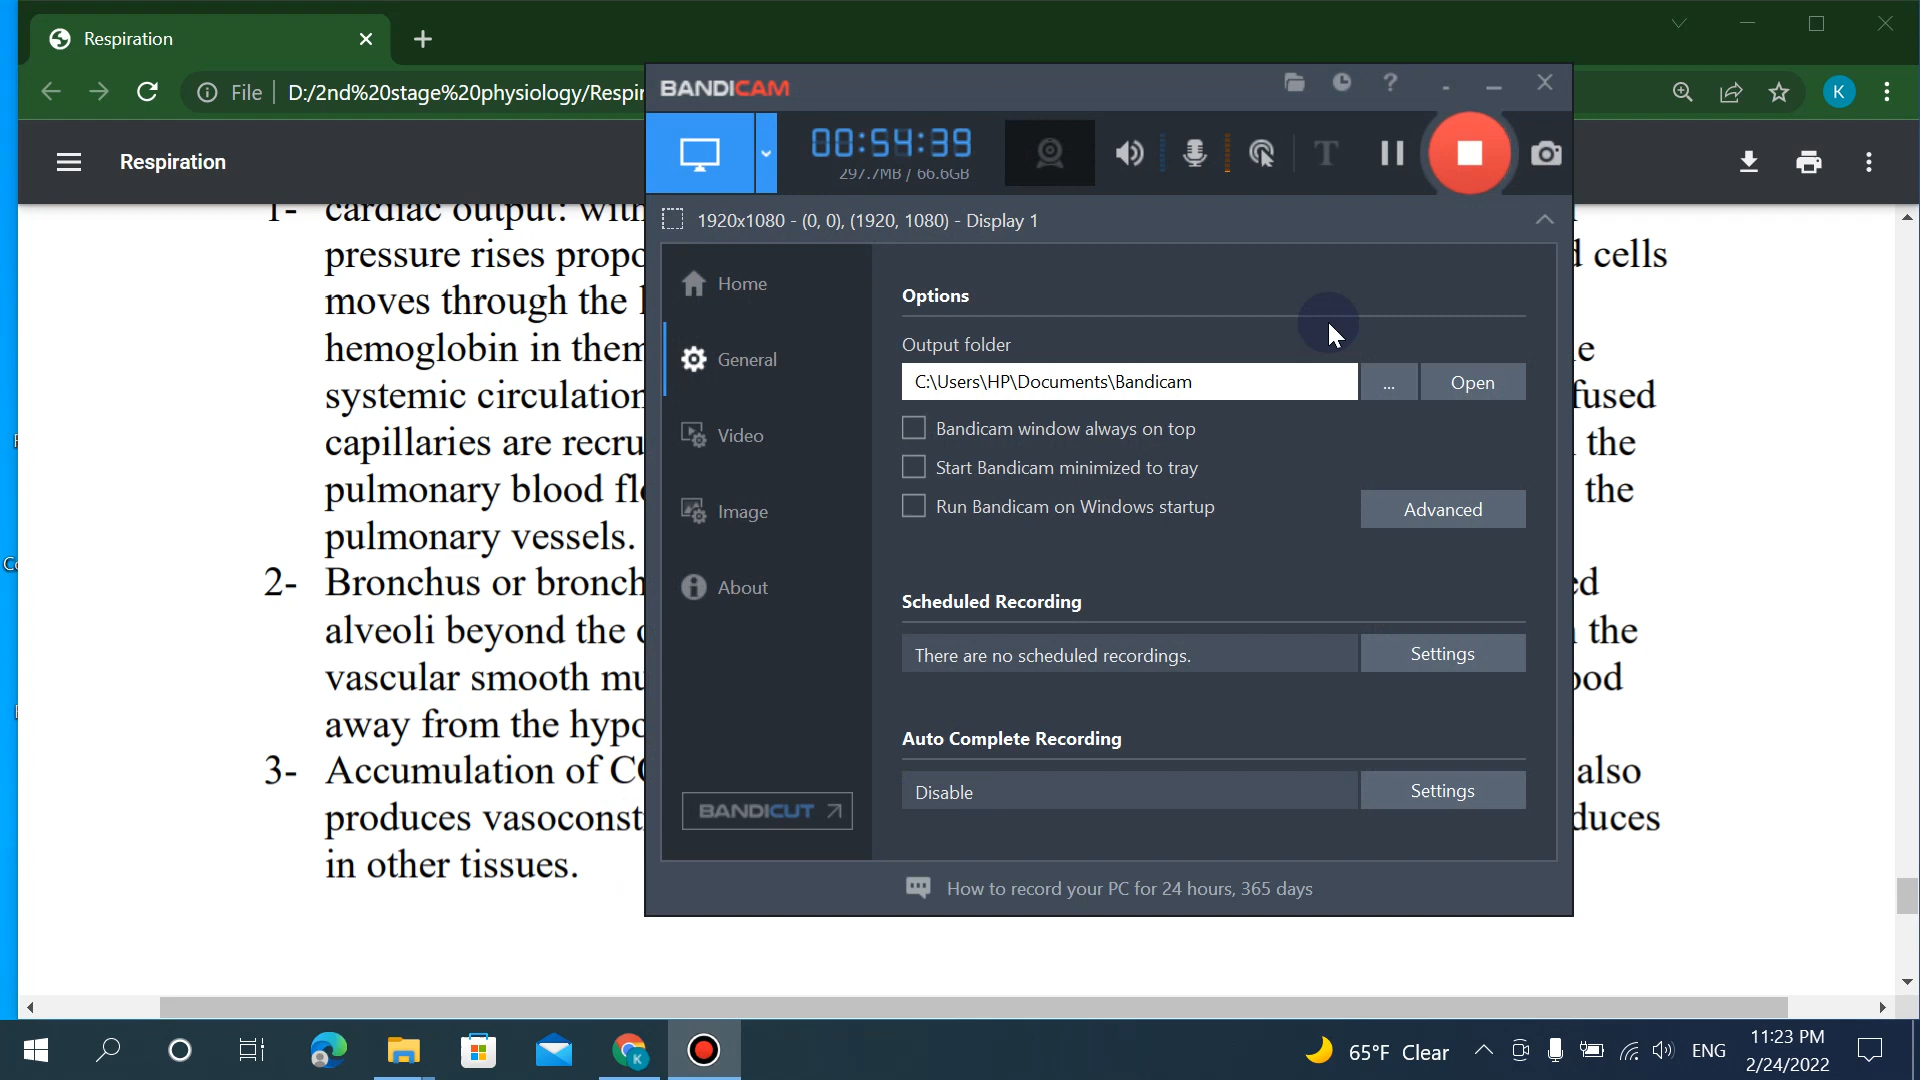 Respiration
File
D:/2nd%20stage%20physiology/Respir
K
Respiration
BANDICAM
00:54:39
297.7MB / 66.6GB
1920x1080 - (0, 0), (1920, 1080) - Display 1
Home
General
Video
Image
About
BANDICUT
Options
Output folder
C:\Users\HP\Documents\Bandicam
...
Open
Bandicam window always on top
Start Bandicam minimized to tray
Run Bandicam on Windows startup
Advanced
Scheduled Recording
There are no scheduled recordings.
Settings
Auto Complete Recording
Disable
Settings
How to record your PC for 24 hours, 365 days
1- cardiac output: with
pressure rises propo
d cells
moves through the
hemoglobin in them
e
systemic circulation
fused
capillaries are recru
the
pulmonary blood flo
the
pulmonary vessels.
2- Bronchus or bronch
ed
alveoli beyond the o
the
vascular smooth mu
ood
away from the hypo
3- Accumulation of CO
also
produces vasoconst
duces
in other tissues.
65°F Clear
ENG
11:23 PM
2/24/2022